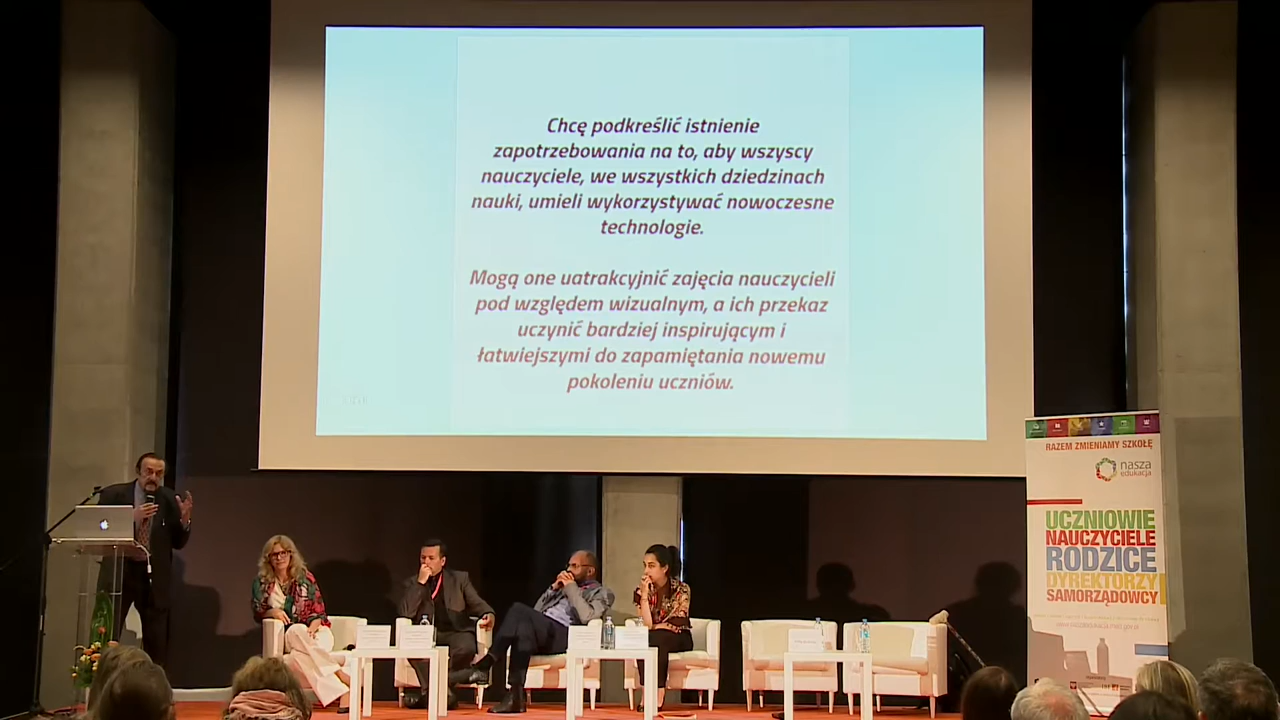 Chcę podkreślić istnienie
zapotrzebowania na to, aby wszyscy
nauczyciele, we wszystkich dziedzinach
nauki, umieli wykorzystywać nowoczesne
technologie.
Mogą one uatrakcyjnić zajęcia nauczycieli
pod względem wizualnym, a ich przekaz
uczynić bardziej inspirującym i
łatwiejszymi do zapamiętania nowemu
pokoleniu uczniów.
RAZEM ZMIENIAMY SZKOŁĘ
nasza
edukacja
UCZNIOWIE
NAUCZYCIELE
RODZICE
DYREKTORZY
SAMORZĄDOWCY